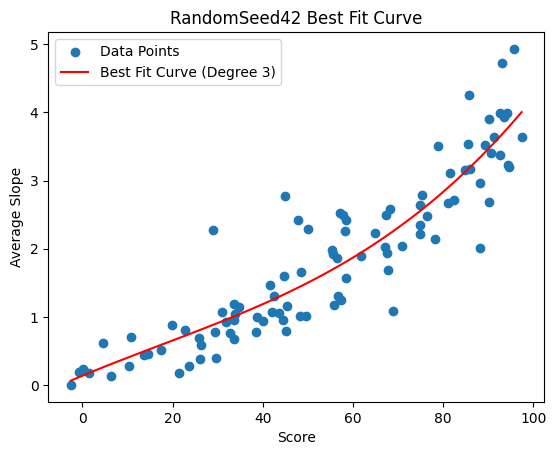 RandomSeed42 Best Fit Curve
Data Points
Best Fit Curve (Degree 3)
5
4
3
2
1
0
Average Slope
0 20 40 60 80 100
Score